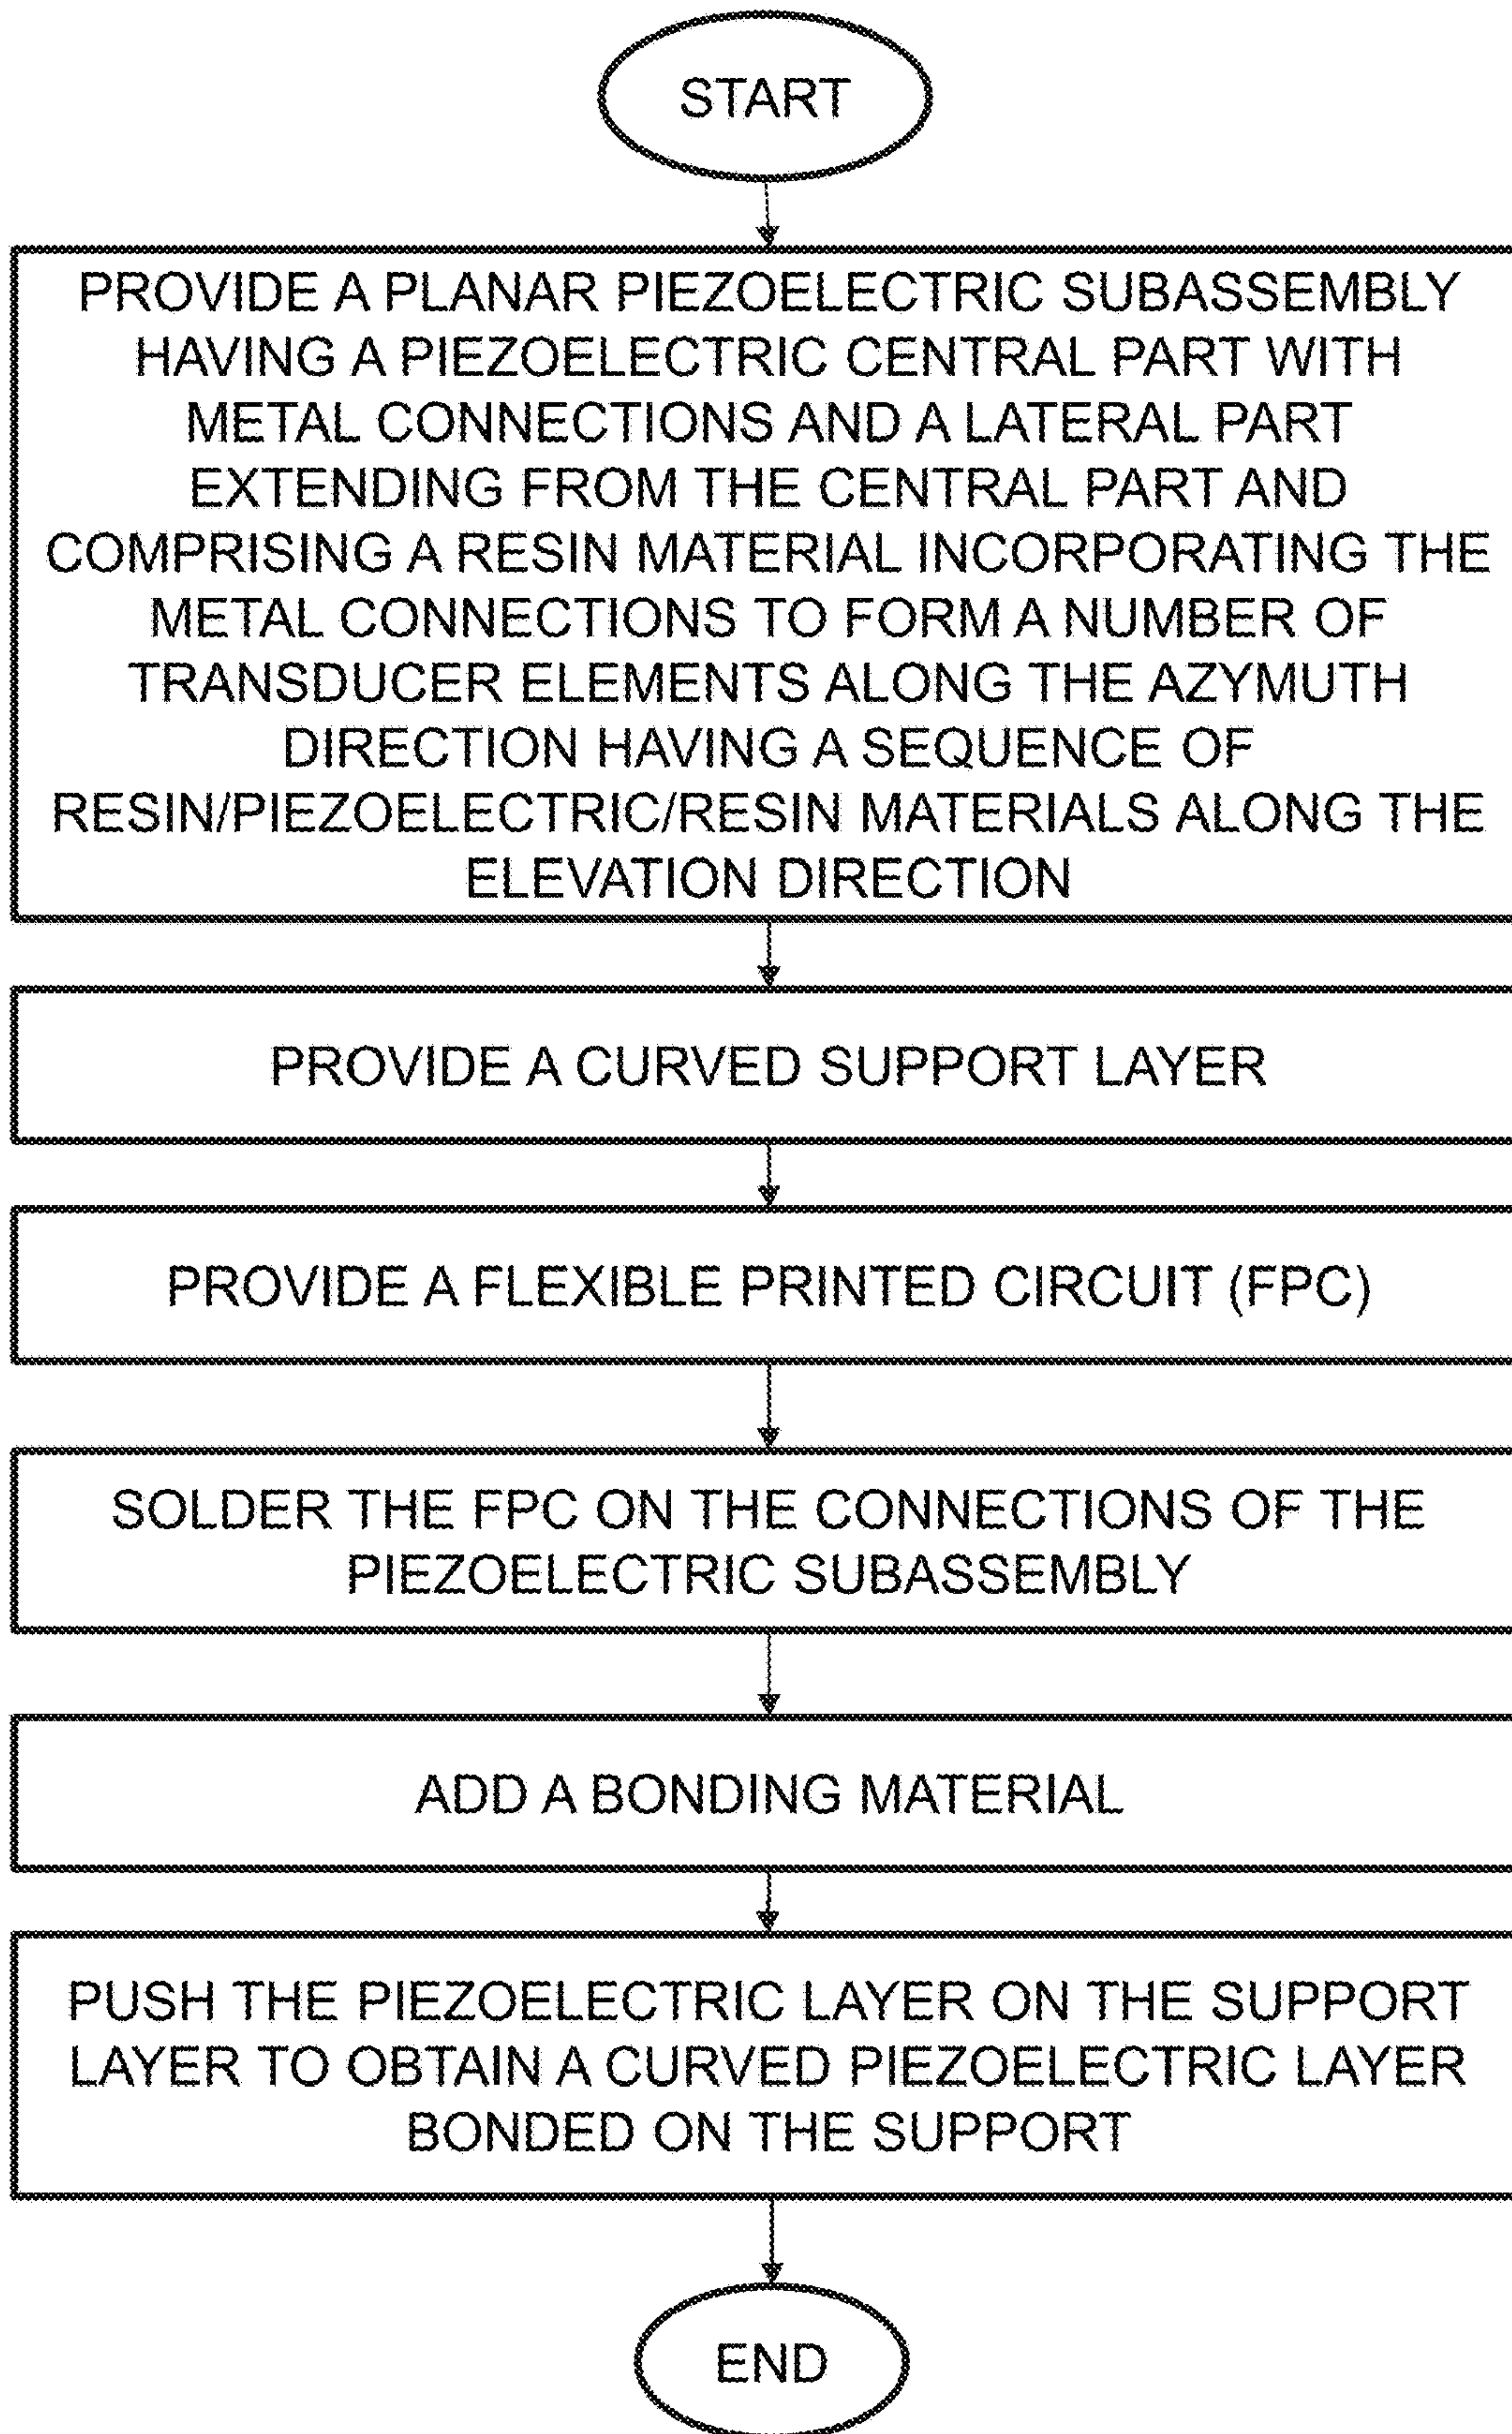 START
PROVIDE A PLANAR PIEZOELECTRIC SUBASSEMBLY
HAVING A PIEZOELECTRIC CENTRAL PART WITH
METAL CONNECTIONS AND A LATERAL PART
EXTENDING FROM THE CENTRAL PART AND
COMPRISING A RESIN MATERIAL INCORPORATING THE
METAL CONNECTIONS TO FORM A NUMBER OF
TRANSDUCER ELEMENTS ALONG THE AZYMUTH
DIRECTION HAVING A SEQUENCE OF
RESIN/PIEZOELECTRIC/RESIN MATERIALS ALONG THE
ELEVATION DIRECTION
PROVIDE A CURVED SUPPORT LAYER
PROVIDE A FLEXIBLE PRINTED CIRCUIT (FPC)
SOLDER THE FPC ON THE CONNECTIONS OF THE
PIEZOELECTRIC SUBASSEMBLY
ADD A BONDING MATERIAL
PUSH THE PIEZOELECTRIC LAYER ON THE SUPPORT
LAYER TO OBTAIN A CURVED PIEZOELECTRIC LAYER
BONDED ON THE SUPPORT
END